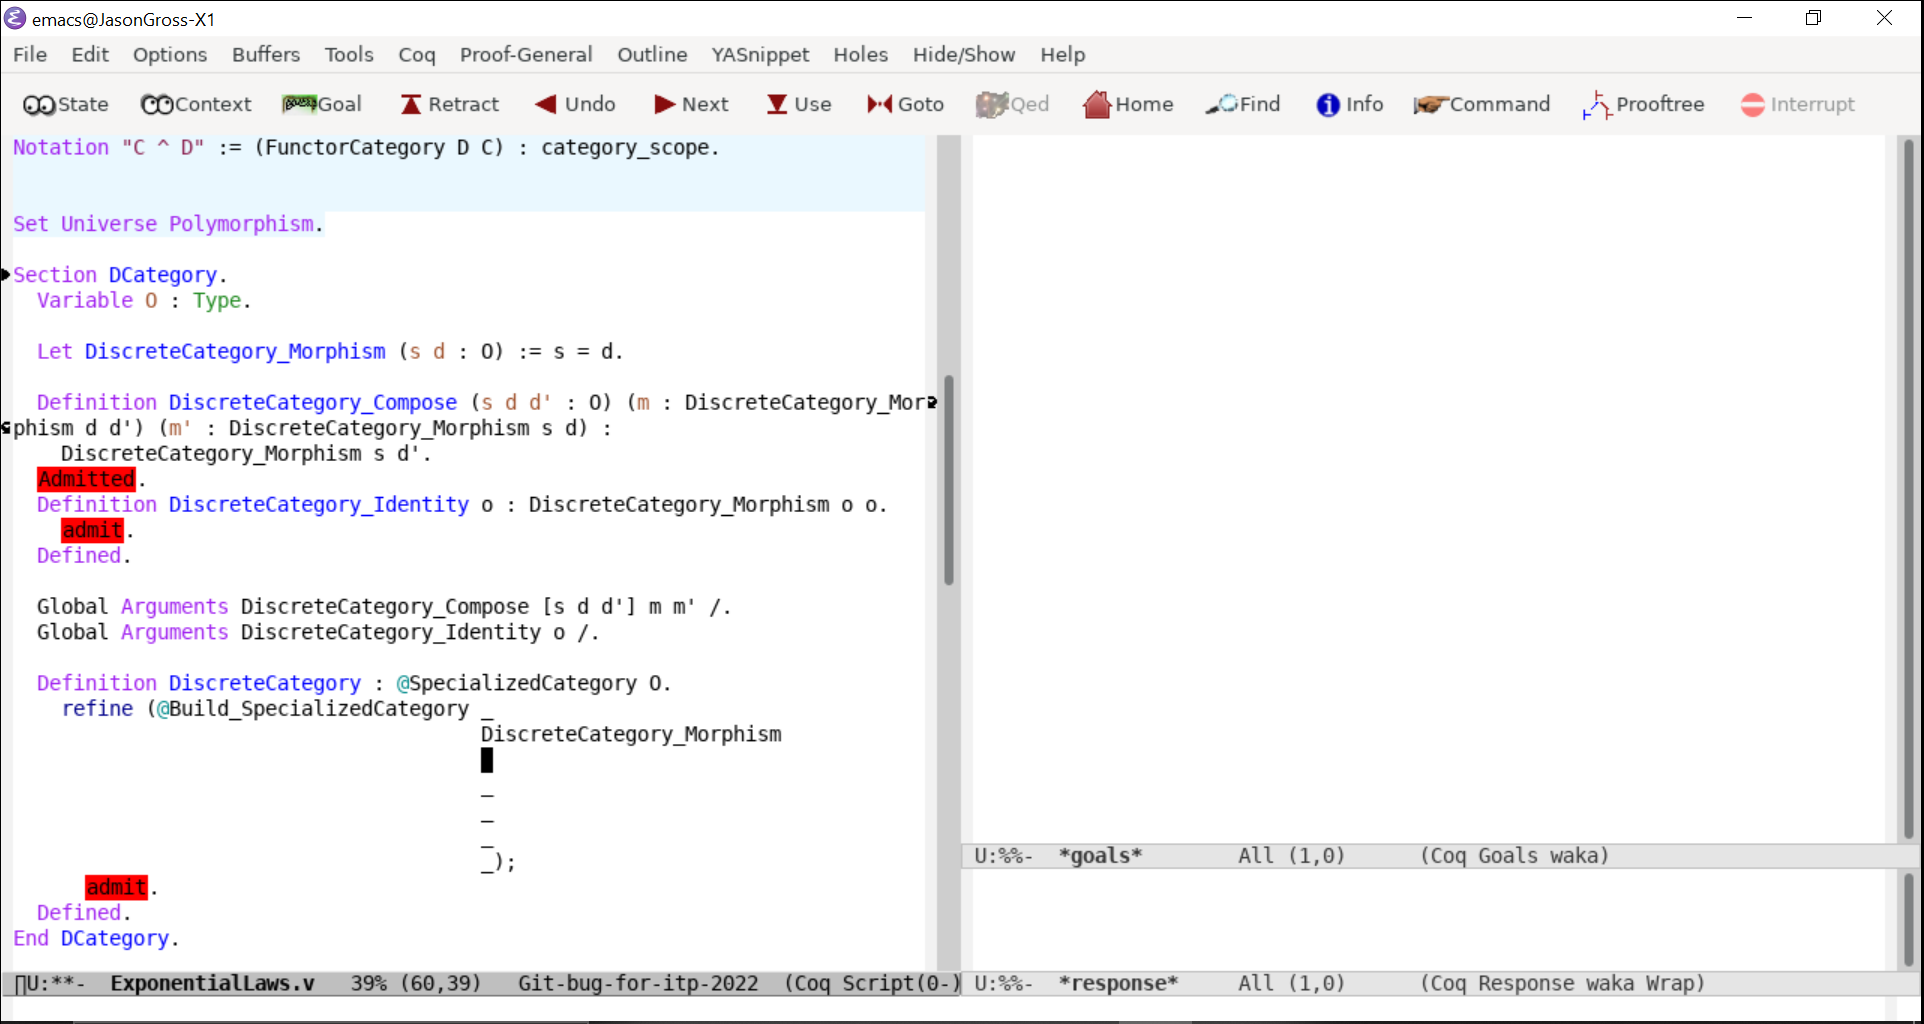 emacs@JasonGross-X1
File Edit Options Buffers Tools Coq Proof-General Outline YASnippet Holes Hide/Show Help
State Context Goal Retract Undo Next Use Goto Qed Home Find Info Command Prooftree Interrupt
Notation "C ^ D" := (FunctorCategory D C) : category_scope.
Set Universe Polymorphism.
Section DCategory.
Variable O : Type.
Let DiscreteCategory_Morphism (s d : O) := s = d.
Definition DiscreteCategory_Compose (s d d' : O) (m : DiscreteCategory_Mor
phism d d') (m' : DiscreteCategory_Morphism s d) :
DiscreteCategory_Morphism s d'.
Admitted.
Definition DiscreteCategory_Identity o : DiscreteCategory_Morphism o o.
admit.
Defined.
Global Arguments DiscreteCategory_Compose [s d d'] m m' /.
Global Arguments DiscreteCategory_Identity o /.
Definition DiscreteCategory : @SpecializedCategory O.
refine (@Build_SpecializedCategory _
DiscreteCategory_Morphism
_
_
_
_);
admit.
Defined.
End DCategory.
U:**- ExponentialLaws.v 39% (60,39) Git-bug-for-itp-2022 (Coq Script(0-)
U:%%- *goals* All (1,0) (Coq Goals waka)
U:%%- *response* All (1,0) (Coq Response waka Wrap)